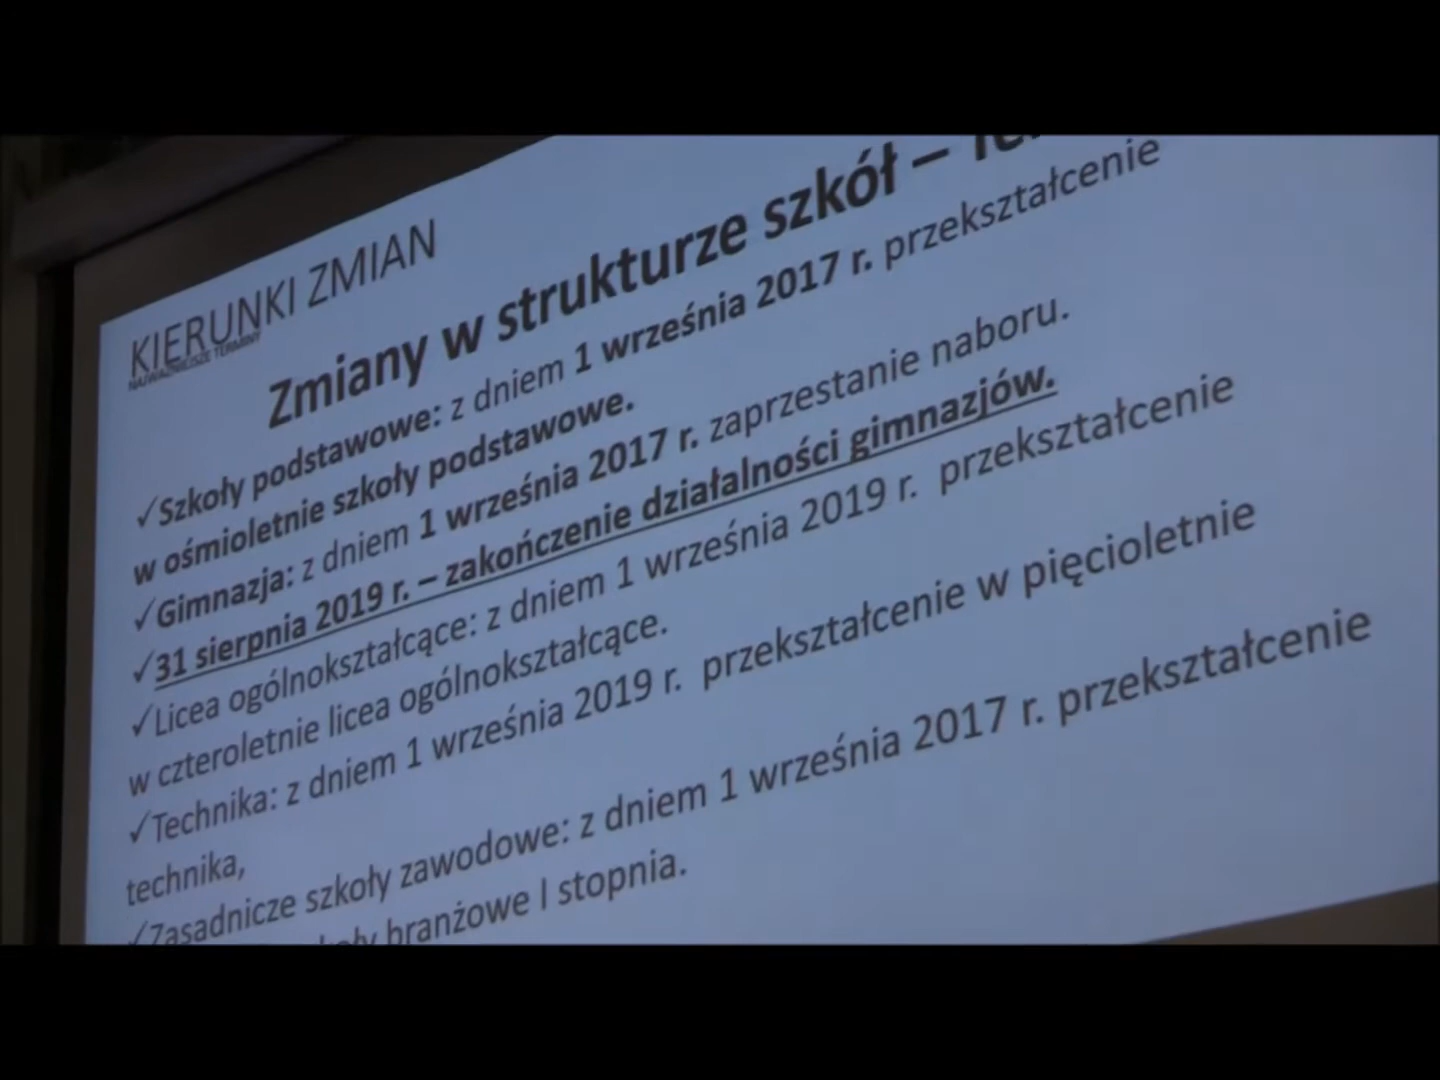 KIERUNKI ZMIAN
NAJWAŻNIEJSZE TERMINY
Zmiany w strukturze szkół –
✓Szkoły podstawowe: z dniem 1 września 2017 r. przekształcenie
w ośmioletnie szkoły podstawowe.
✓Gimnazja: z dniem 1 września 2017 r. zaprzestanie naboru.
✓31 sierpnia 2019 r. – zakończenie działalności gimnazjów.
✓Licea ogólnokształcące: z dniem 1 września 2019 r. przekształcenie
w czteroletnie licea ogólnokształcące.
✓Technika: z dniem 1 września 2019 r. przekształcenie w pięcioletnie
technika,
✓Zasadnicze szkoły zawodowe: z dniem 1 września 2017 r. przekształcenie
branżowe I stopnia.